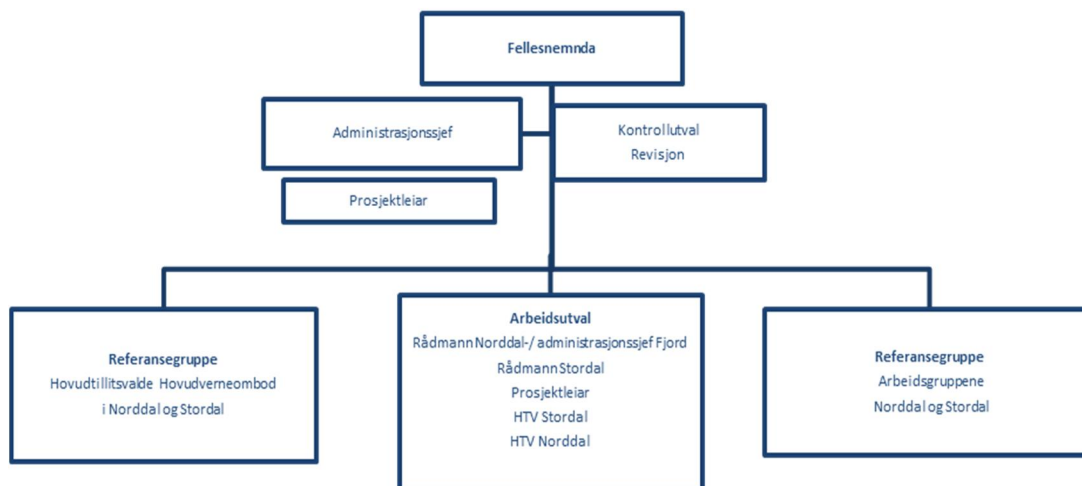 Fellesnemnda
Administrasjonssjef
Kontrollutval
Revisjon
Prosjektleiar
Referansegruppe
Hovudtillitsvalde Hovudverneombod
i Norddal og Stordal
Arbeidsutval
Rådmann Norddal-/ administrasjonssjef Fjord
Rådmann Stordal
Prosjektleiar
HTV Stordal
HTV Norddal
Referansegruppe
Arbeidsgruppene
Norddal og Stordal